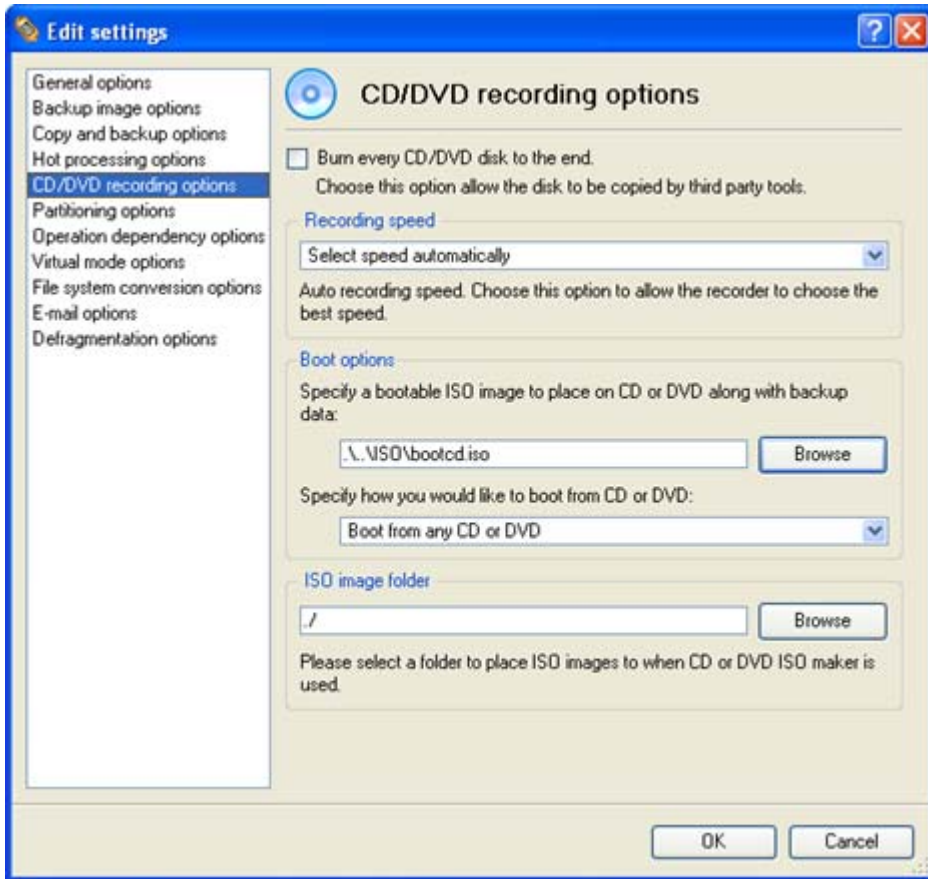 Edit settings
General options
Backup image options
Copy and backup options
Hot processing options
CD/DVD recording options
Partitioning options
Operation dependency options
Virtual mode options
File system conversion options
E-mail options
Defragmentation options
CD/DVD recording options
Burn every CD/DVD disk to the end.
Choose this option allow the disk to be copied by third party tools.
Recording speed
Select speed automatically
Auto recording speed. Choose this option to allow the recorder to choose the
best speed.
Boot options
Specify a bootable ISO image to place on CD or DVD along with backup
data:
.\..\ISO\bootcd.iso
Browse
Specify how you would like to boot from CD or DVD:
Boot from any CD or DVD
ISO image folder
./
Browse
Please select a folder to place ISO images to when CD or DVD ISO maker is
used.
OK
Cancel